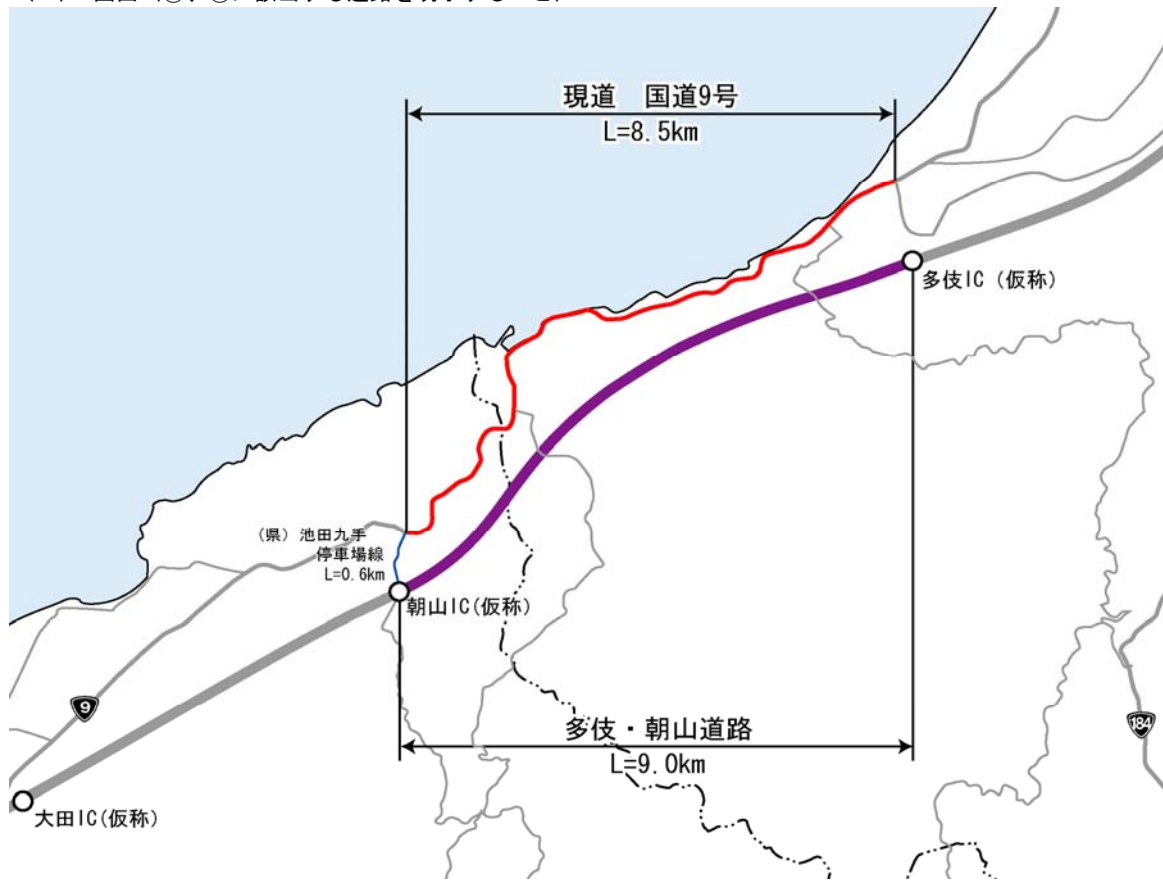 現道　国道9号
L=8.5km
多伎IC（仮称）
（県）池田久手
停車場線
L=0.6km
朝山IC(仮称)
9
184
多伎・朝山道路
L=9.0km
大田IC(仮称)